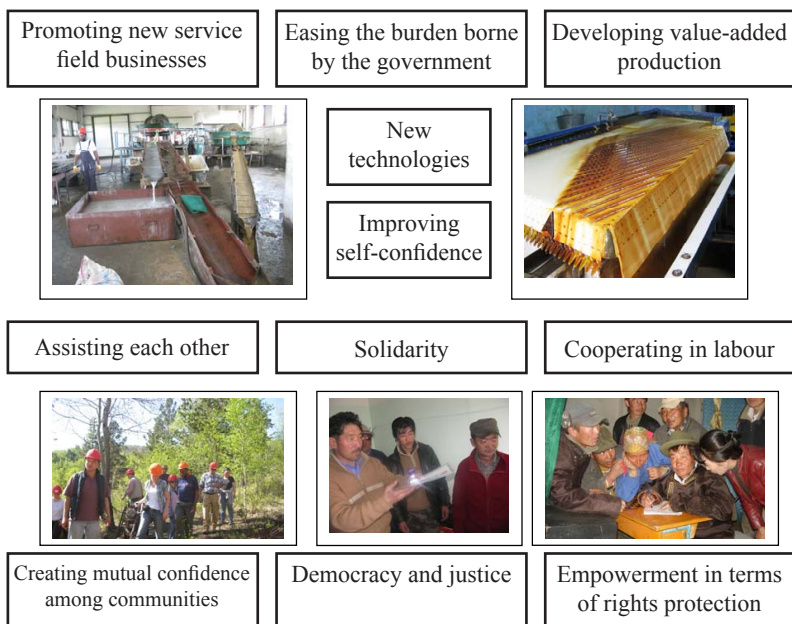 Promoting new service
field businesses
Easing the burden borne
by the government
Developing value-added
production
New
technologies
Improving
self-confidence
Assisting each other
Solidarity
Cooperating in labour
Creating mutual confidence
among communities
Democracy and justice
Empowerment in terms
of rights protection